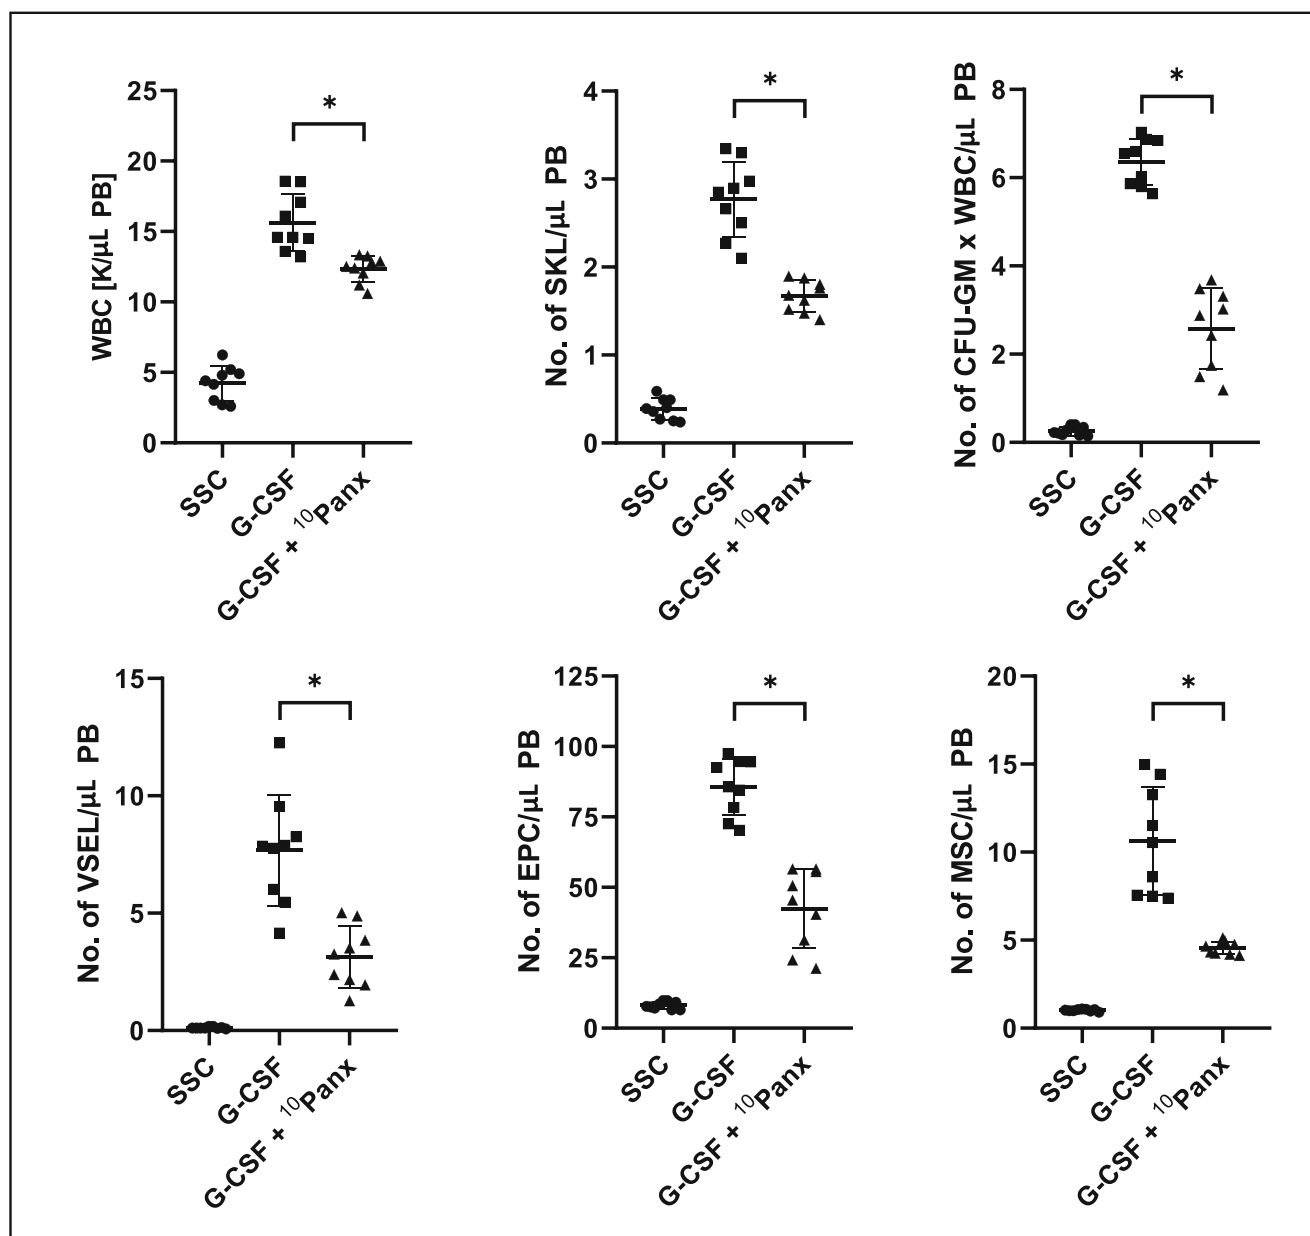 WBC [K/µL PB]
25
20
15
10
5
0
*
SSC
G-CSF
G-CSF + ¹⁰Panx
No. of SKL/µL PB
4
3
2
1
0
*
SSC
G-CSF
G-CSF + ¹⁰Panx
No. of CFU-GM x WBC/µL PB
8
6
4
2
0
*
SSC
G-CSF
G-CSF + ¹⁰Panx
No. of VSEL/µL PB
15
10
5
0
*
SSC
G-CSF
G-CSF + ¹⁰Panx
No. of EPC/µL PB
125
100
75
50
25
0
*
SSC
G-CSF
G-CSF + ¹⁰Panx
No. of MSC/µL PB
20
15
10
5
0
*
SSC
G-CSF
G-CSF + ¹⁰Panx